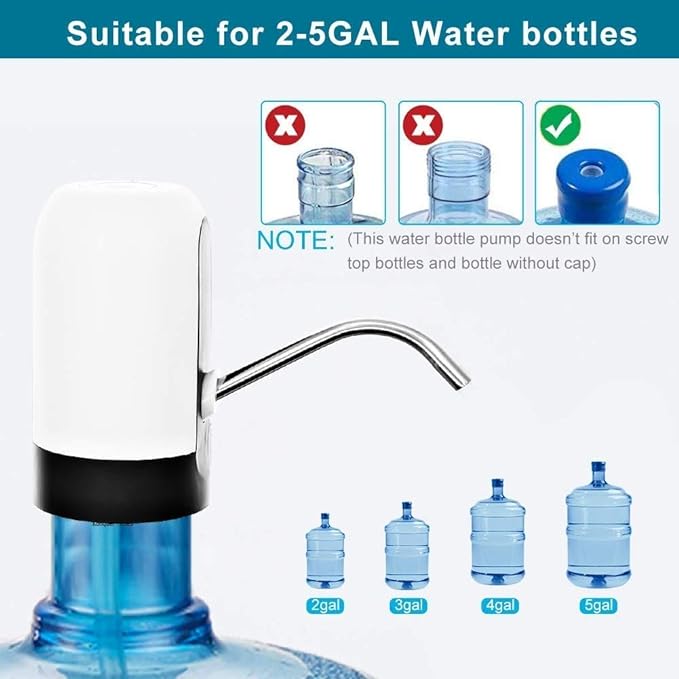 Suitable for 2-5GAL Water bottles
NOTE: (This water bottle pump doesn't fit on screw
top bottles and bottle without cap)
2gal
3gal
4gal
5gal